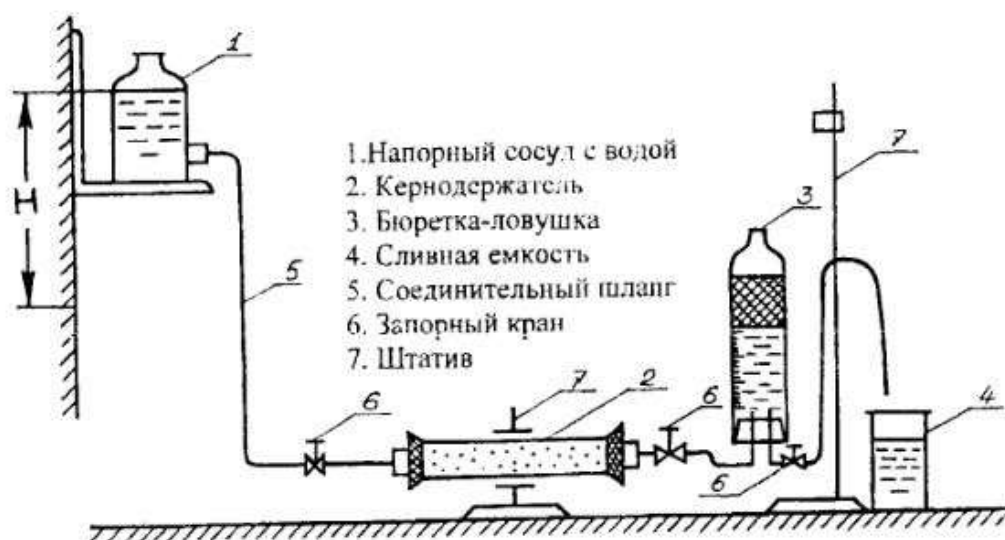 1
7
H
1.Напорный сосуд с водой
2. Кернодержатель
3. Бюретка-ловушка
4. Сливная емкость
5. Соединительный шланг
6. Запорный кран
7. Штатив
3
5
6
7
2
6
6
4